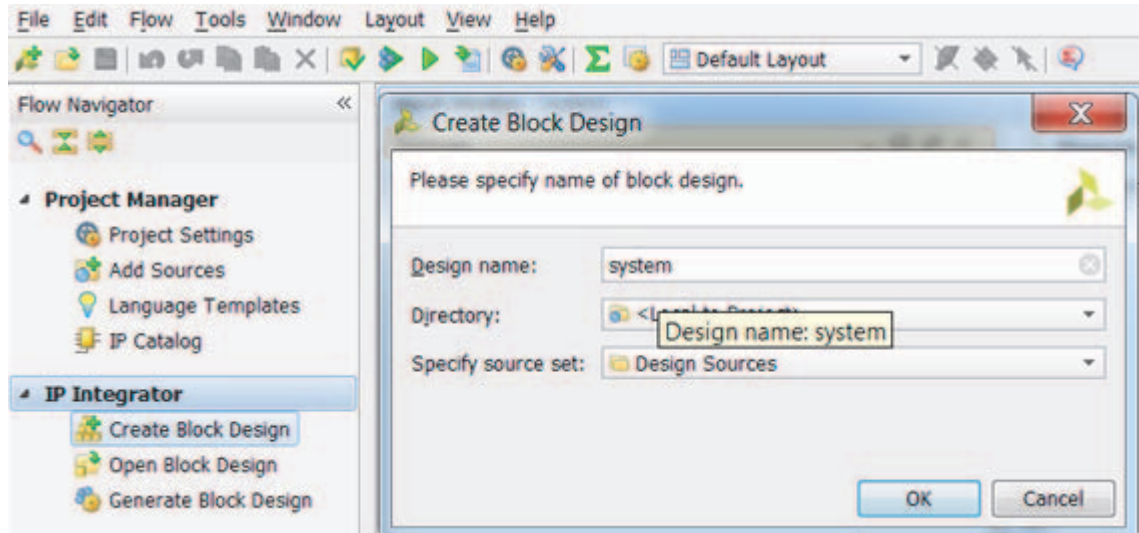 File Edit Flow Tools Window Layout View Help
Default Layout
Flow Navigator
Project Manager
Project Settings
Add Sources
Language Templates
IP Catalog
IP Integrator
Create Block Design
Open Block Design
Generate Block Design
Create Block Design
Please specify name of block design.
Design name: system
Directory:
Design name: system
Specify source set: Design Sources
OK Cancel